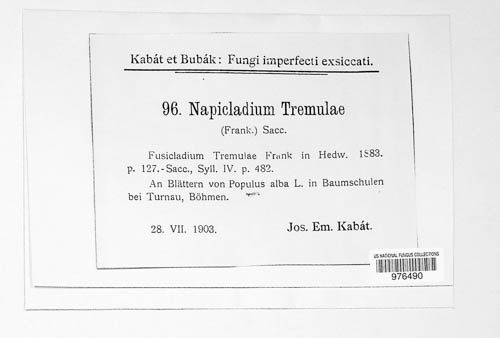 Kabát et Bubák: Fungi imperfecti exsiccati.
96. Napicladium Tremulae
(Frank.) Sacc.
Fusicladium Tremulae Frank in Hedw. 1883.
p. 127.-Sacc., Syll. IV. p. 482.
An Blättern von Populus alba L. in Baumschulen
bei Turnau, Böhmen.
28. VII. 1903. Jos. Em. Kabát.
US NATIONAL FUNGUS COLLECTIONS
976490